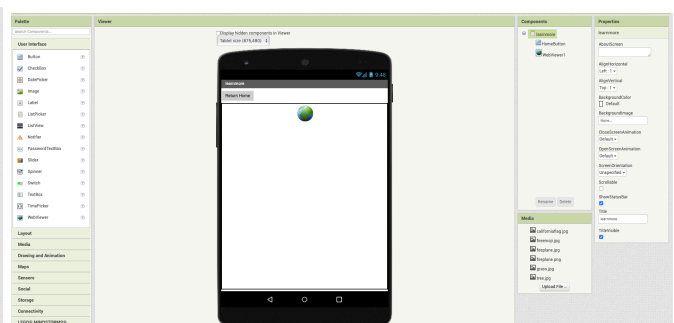 Palette
Search Components...
User Interface
Button
CheckBox
DatePicker
Image
Label
ListPicker
ListView
Notifier
PasswordTextBox
Slider
Spinner
Switch
TextBox
TimePicker
WebViewer
Layout
Media
Drawing and Animation
Maps
Sensors
Social
Storage
Connectivity
LEGO® MINDSTORMS®
Viewer
Display hidden components in Viewer
Tablet size (675,480)
9:48
learnmore
Return Home
Components
learnmore
HomeButton
WebViewer1
Rename Delete
Media
californiaflag.jpg
fireemoji.jpg
fireplane.jpg
fireplane.png
grass.jpg
tree.jpg
Upload File ...
Properties
learnmore
AboutScreen
AlignHorizontal
Left : 1
AlignVertical
Top : 1
BackgroundColor
Default
BackgroundImage
None...
CloseScreenAnimation
Default
OpenScreenAnimation
Default
ScreenOrientation
Unspecified
Scrollable
ShowStatusBar
Title
learnmore
TitleVisible